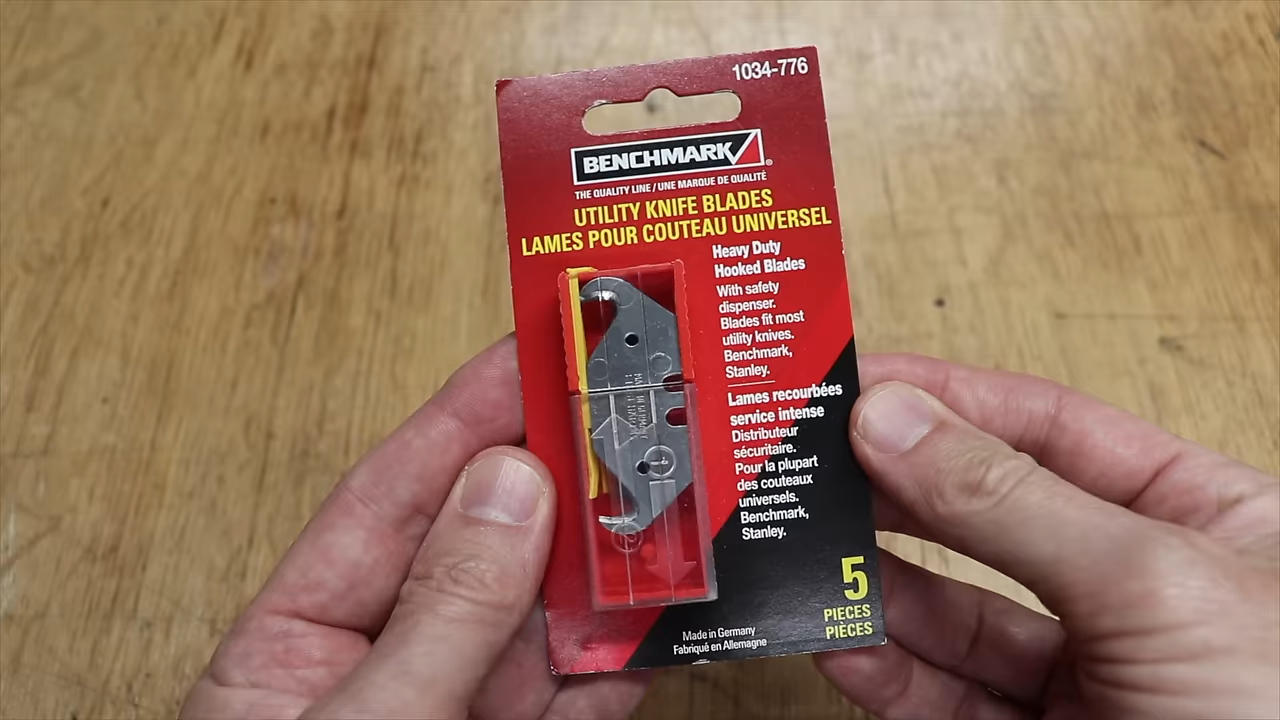 1034-776
BENCHMARK®
THE QUALITY LINE / UNE MARQUE DE QUALITÉ
UTILITY KNIFE BLADES
LAMES POUR COUTEAU UNIVERSEL
Heavy Duty
Hooked Blades
With safety
dispenser.
Blades fit most
utility knives.
Benchmark,
Stanley.
Lames recourbées
service intense
Distributeur
sécuritaire.
Pour la plupart
des couteaux
universels.
Benchmark,
Stanley.
1
2
5
PIECES
PIÈCES
Made in Germany
Fabriqué en Allemagne